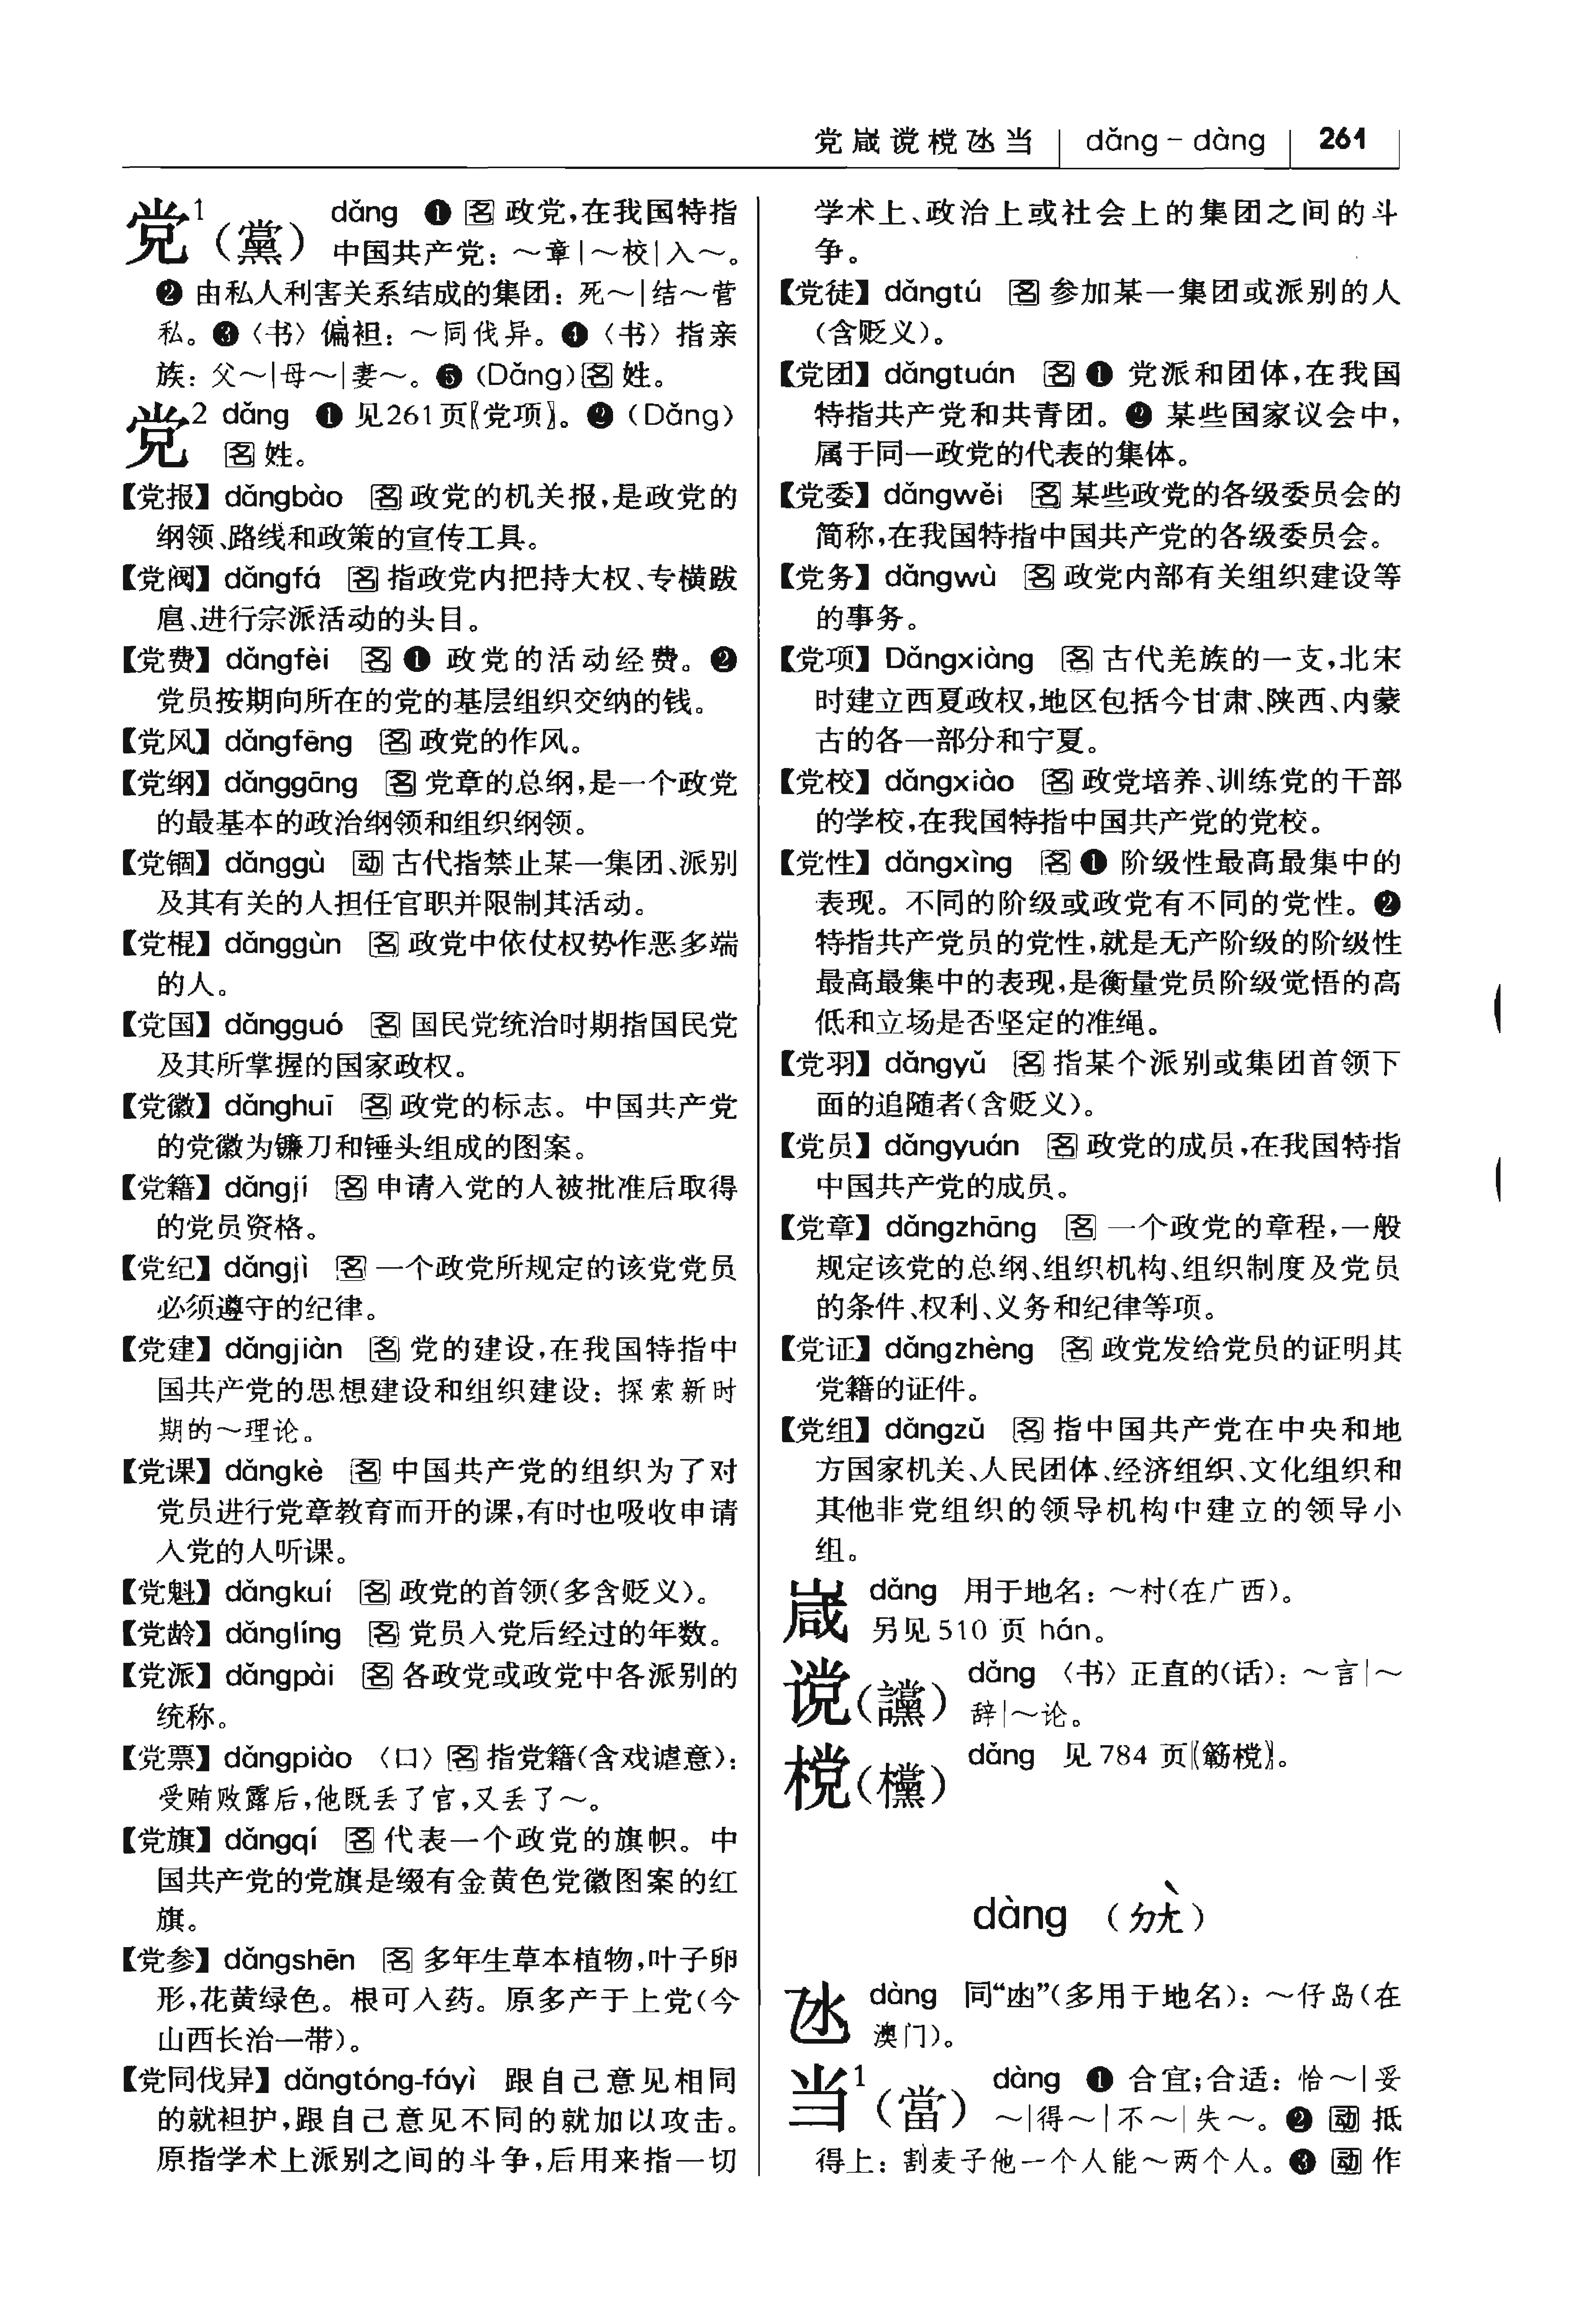 党崴谠欓氹当 dǎng – dàng 261
党¹(黨) dǎng ❶ 名 政党,在我国特指
中国共产党: ～章|～校|入～。
❷ 由私人利害关系结成的集团: 死～|结～营
私。❸〈书〉偏袒: ～同伐异。❹〈书〉指亲
族: 父～|母～|妻～。❺ (Dǎng) 名 姓。
党² dǎng ❶ 见261页〖党项〗。❷ (Dǎng)
名 姓。
【党报】 dǎngbào 名 政党的机关报,是政党的
纲领、路线和政策的宣传工具。
【党阀】 dǎngfá 名 指政党内把持大权、专横跋
扈、进行宗派活动的头目。
【党费】 dǎngfèi 名 ❶ 政党的活动经费。❷
党员按期向所在的党的基层组织交纳的钱。
【党风】 dǎngfēng 名 政党的作风。
【党纲】 dǎnggāng 名 党章的总纲,是一个政党
的最基本的政治纲领和组织纲领。
【党锢】 dǎnggù 动 古代指禁止某一集团、派别
及其有关的人担任官职并限制其活动。
【党棍】 dǎnggùn 名 政党中依仗权势作恶多端
的人。
【党国】 dǎngguó 名 国民党统治时期指国民党
及其所掌握的国家政权。
【党徽】 dǎnghuī 名 政党的标志。中国共产党
的党徽为镰刀和锤头组成的图案。
【党籍】 dǎngjí 名 申请入党的人被批准后取得
的党员资格。
【党纪】 dǎngjì 名 一个政党所规定的该党党员
必须遵守的纪律。
【党建】 dǎngjiàn 名 党的建设,在我国特指中
国共产党的思想建设和组织建设: 探索新时
期的～理论。
【党课】 dǎngkè 名 中国共产党的组织为了对
党员进行党章教育而开的课,有时也吸收申请
入党的人听课。
【党魁】 dǎngkuí 名 政党的首领(多含贬义)。
【党龄】 dǎnglíng 名 党员入党后经过的年数。
【党派】 dǎngpài 名 各政党或政党中各派别的
统称。
【党票】 dǎngpiào 〈口〉名 指党籍(含戏谑意):
受贿败露后,他既丢了官,又丢了～。
【党旗】 dǎngqí 名 代表一个政党的旗帜。中
国共产党的党旗是缀有金黄色党徽图案的红
旗。
【党参】 dǎngshēn 名 多年生草本植物,叶子卵
形,花黄绿色。根可入药。原多产于上党(今
山西长治一带)。
【党同伐异】 dǎngtóng-fáyì 跟自己意见相同
的就袒护,跟自己意见不同的就加以攻击。
原指学术上派别之间的斗争,后用来指一切
学术上、政治上或社会上的集团之间的斗
争。
【党徒】 dǎngtú 名 参加某一集团或派别的人
(含贬义)。
【党团】 dǎngtuán 名 ❶ 党派和团体,在我国
特指共产党和共青团。❷ 某些国家议会中,
属于同一政党的代表的集体。
【党委】 dǎngwěi 名 某些政党的各级委员会的
简称,在我国特指中国共产党的各级委员会。
【党务】 dǎngwù 名 政党内部有关组织建设等
的事务。
【党项】 Dǎngxiàng 名 古代羌族的一支,北宋
时建立西夏政权,地区包括今甘肃、陕西、内蒙
古的各一部分和宁夏。
【党校】 dǎngxiào 名 政党培养、训练党的干部
的学校,在我国特指中国共产党的党校。
【党性】 dǎngxìng 名 ❶ 阶级性最高最集中的
表现。不同的阶级或政党有不同的党性。❷
特指共产党员的党性,就是无产阶级的阶级性
最高最集中的表现,是衡量党员阶级觉悟的高
低和立场是否坚定的准绳。
【党羽】 dǎngyǔ 名 指某个派别或集团首领下
面的追随者(含贬义)。
【党员】 dǎngyuán 名 政党的成员,在我国特指
中国共产党的成员。
【党章】 dǎngzhāng 名 一个政党的章程,一般
规定该党的总纲、组织机构、组织制度及党员
的条件、权利、义务和纪律等项。
【党证】 dǎngzhèng 名 政党发给党员的证明其
党籍的证件。
【党组】 dǎngzǔ 名 指中国共产党在中央和地
方国家机关、人民团体、经济组织、文化组织和
其他非党组织的领导机构中建立的领导小
组。
崴 dǎng 用于地名: ～村(在广西)。
另见510页 hán。
谠(讜) dǎng 〈书〉正直的(话): ～言|～
辞|～论。
欓(欓) dǎng 见784页〖簕欓〗。
dàng (ㄉㄤˋ)
氹 dàng 同“凼”(多用于地名): ～仔岛(在
澳门)。
当¹(當) dàng ❶ 合宜;合适: 恰～|妥
～|得～|不～|失～。❷ 动 抵
得上: 割麦子他一个人能～两个人。❸ 动 作